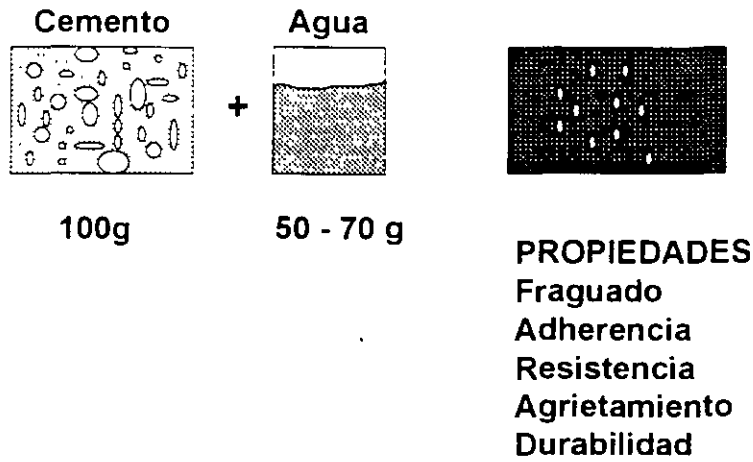 Cemento Agua
+
100g 50 - 70 g
PROPIEDADES
Fraguado
Adherencia
Resistencia
Agrietamiento
Durabilidad